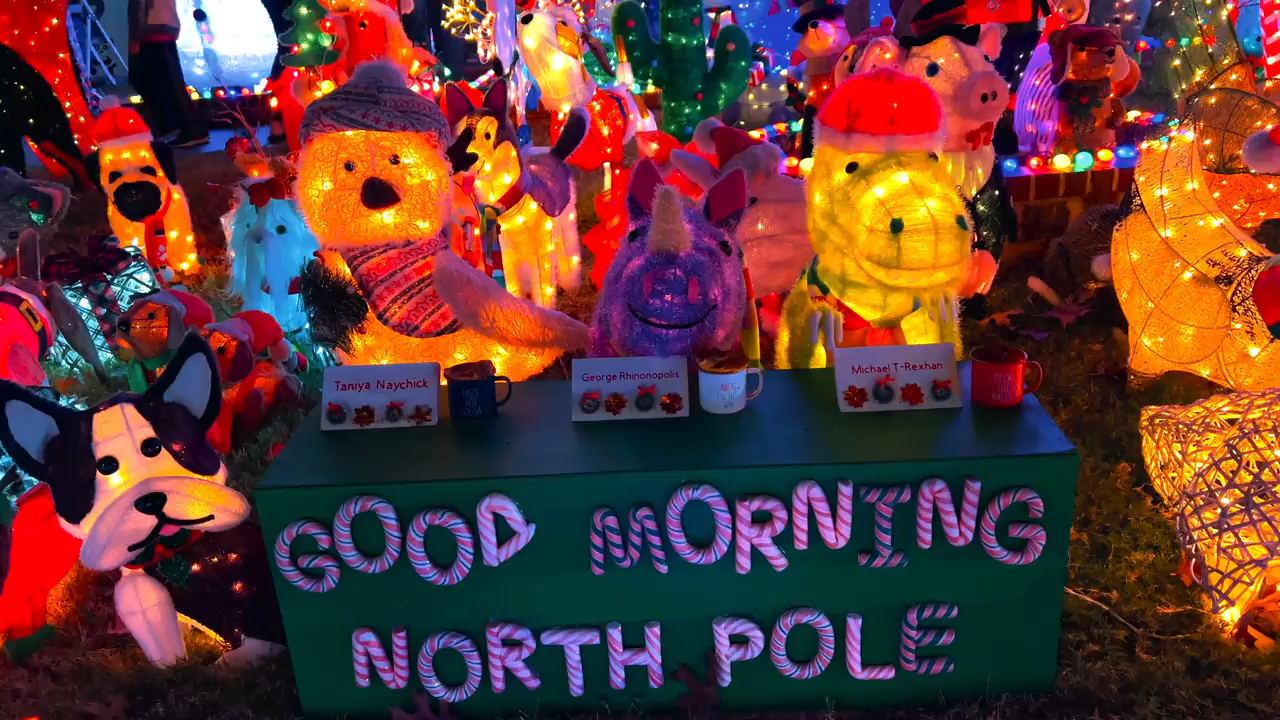 Taniya Naychick
George Rhinonopolis
Michael T-Rexhan
GOOD MORNING
NORTH POLE